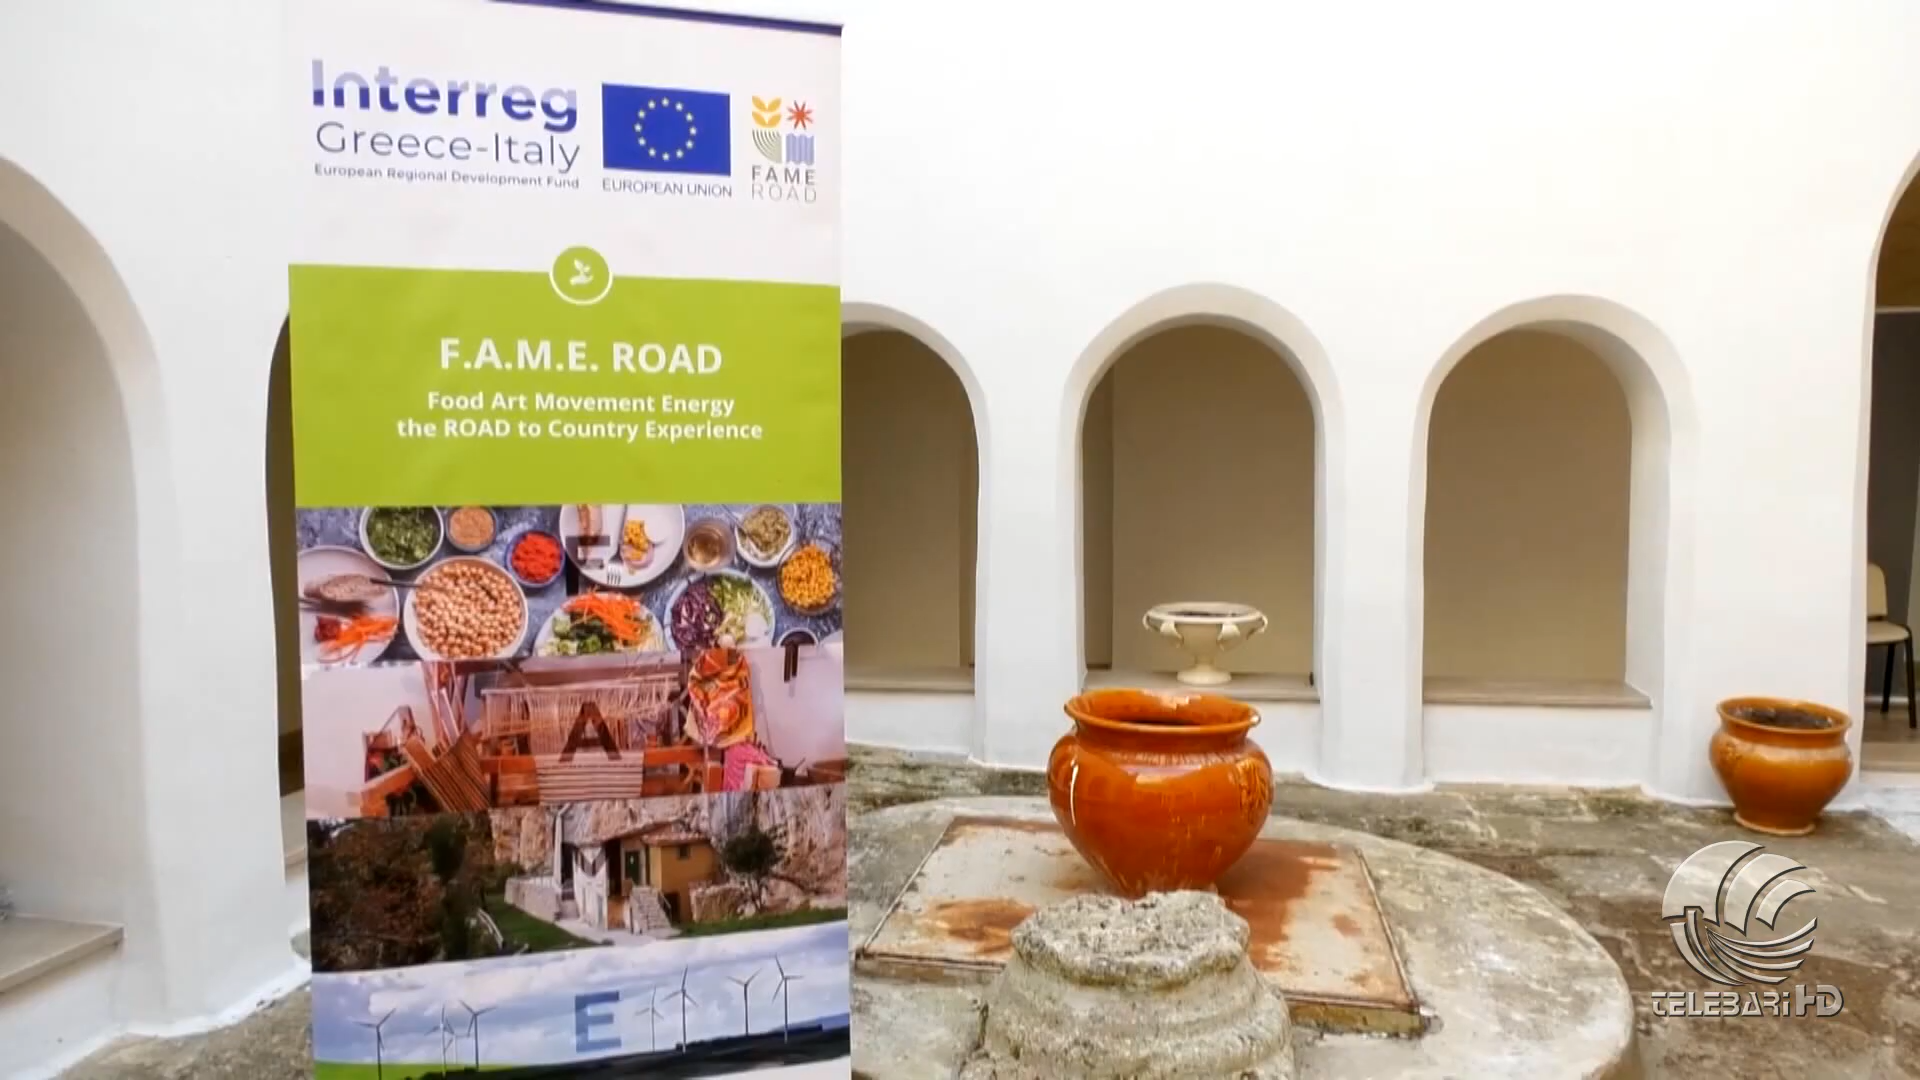 Interreg
Greece-Italy
European Regional Development Fund
EUROPEAN UNION
FAME
ROAD
F.A.M.E. ROAD
Food Art Movement Energy
the ROAD to Country Experience
F
A
M
E
TELEBARI HD